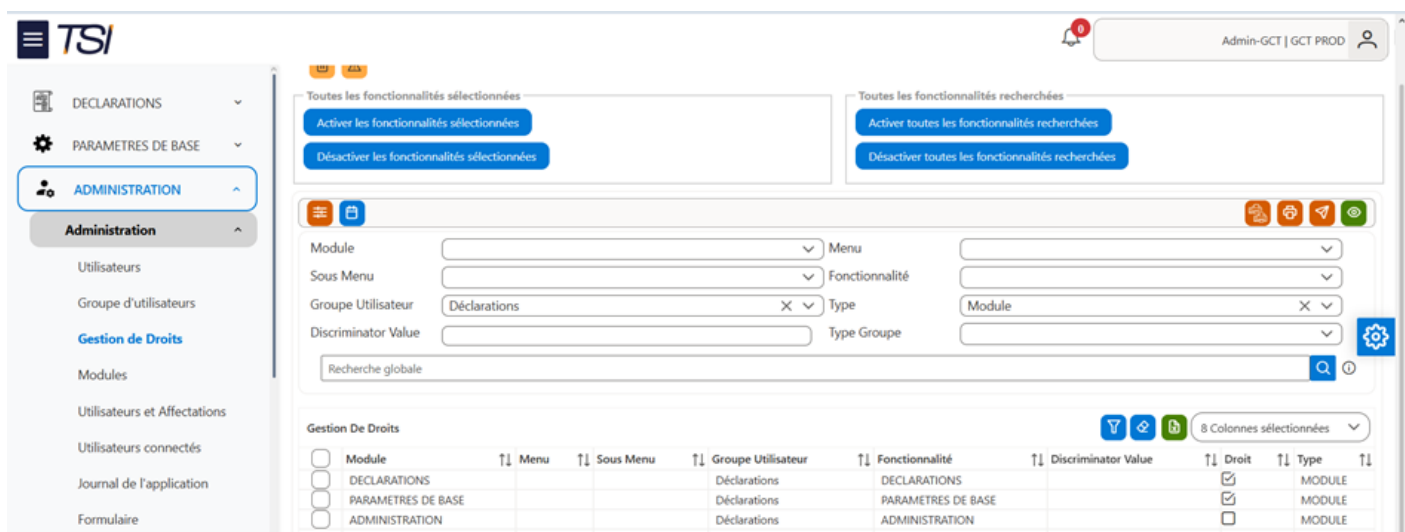 TSI
0
Admin-GCT | GCT PROD
DECLARATIONS
PARAMETRES DE BASE
ADMINISTRATION
Administration
Utilisateurs
Groupe d'utilisateurs
Gestion de Droits
Modules
Utilisateurs et Affectations
Utilisateurs connectés
Journal de l'application
Formulaire
Toutes les fonctionnalités sélectionnées
Activer les fonctionnalités sélectionnées
Désactiver les fonctionnalités sélectionnées
Toutes les fonctionnalités recherchées
Activer toutes les fonctionnalités recherchées
Désactiver toutes les fonctionnalités recherchées
Module Menu
Sous Menu Fonctionnalité
Groupe Utilisateur Déclarations Type Module
Discriminator Value Type Groupe
Recherche globale
Gestion De Droits 8 Colonnes sélectionnées
Module Menu Sous Menu Groupe Utilisateur Fonctionnalité Discriminator Value Droit Type
DECLARATIONS Déclarations DECLARATIONS MODULE
PARAMETRES DE BASE Déclarations PARAMETRES DE BASE MODULE
ADMINISTRATION Déclarations ADMINISTRATION MODULE